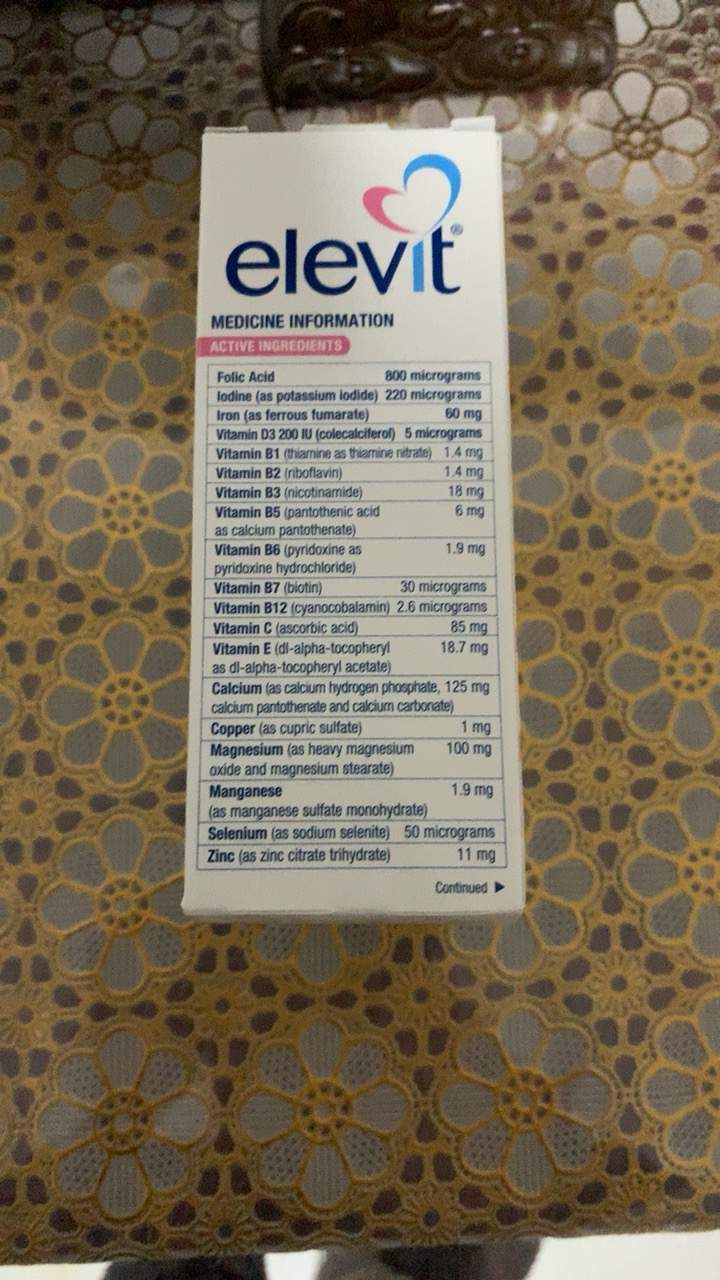 elevit®
MEDICINE INFORMATION
ACTIVE INGREDIENTS
Folic Acid 800 micrograms
Iodine (as potassium iodide) 220 micrograms
Iron (as ferrous fumarate) 60 mg
Vitamin D3 200 IU (colecalciferol) 5 micrograms
Vitamin B1 (thiamine as thiamine nitrate) 1.4 mg
Vitamin B2 (riboflavin) 1.4 mg
Vitamin B3 (nicotinamide) 18 mg
Vitamin B5 (pantothenic acid 6 mg
as calcium pantothenate)
Vitamin B6 (pyridoxine as 1.9 mg
pyridoxine hydrochloride)
Vitamin B7 (biotin) 30 micrograms
Vitamin B12 (cyanocobalamin) 2.6 micrograms
Vitamin C (ascorbic acid) 85 mg
Vitamin E (dl-alpha-tocopheryl 18.7 mg
as dl-alpha-tocopheryl acetate)
Calcium (as calcium hydrogen phosphate, 125 mg
calcium pantothenate and calcium carbonate)
Copper (as cupric sulfate) 1 mg
Magnesium (as heavy magnesium 100 mg
oxide and magnesium stearate)
Manganese 1.9 mg
(as manganese sulfate monohydrate)
Selenium (as sodium selenite) 50 micrograms
Zinc (as zinc citrate trihydrate) 11 mg
Continued ▶